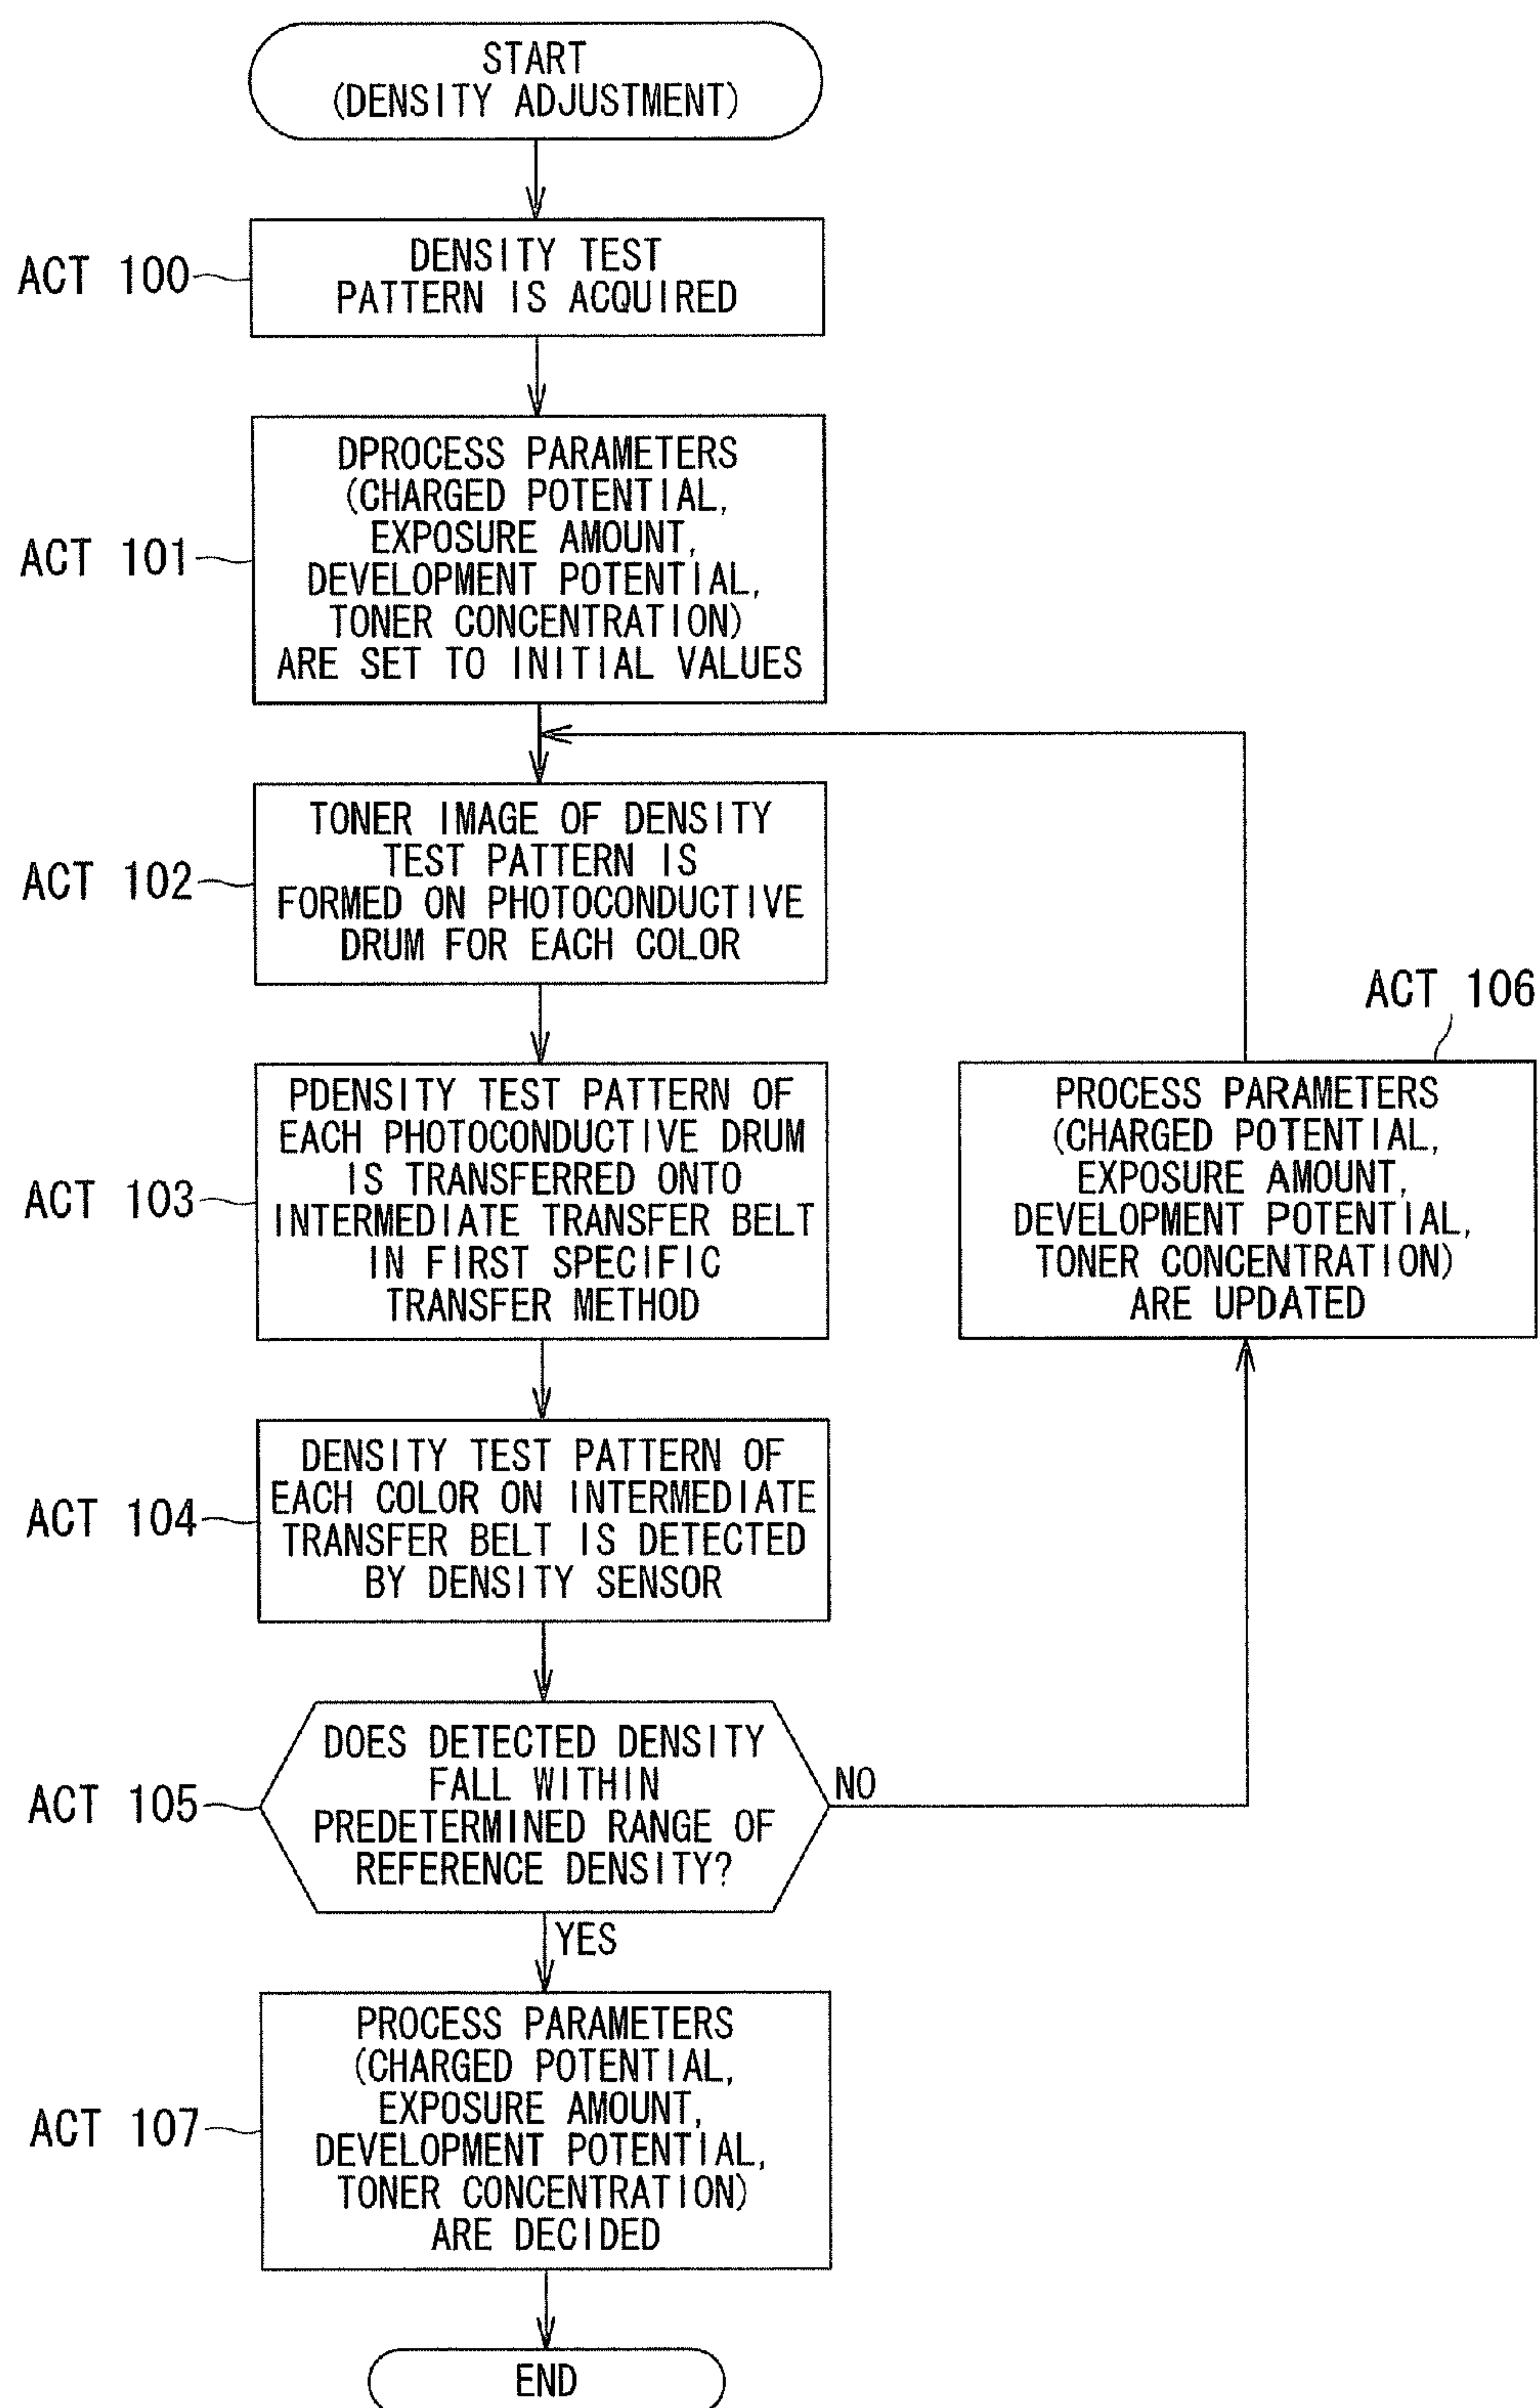 START
(DENSITY ADJUSTMENT)
ACT 100
DENSITY TEST
PATTERN IS ACQUIRED
ACT 101
DPROCESS PARAMETERS
(CHARGED POTENTIAL,
EXPOSURE AMOUNT,
DEVELOPMENT POTENTIAL,
TONER CONCENTRATION)
ARE SET TO INITIAL VALUES
ACT 102
TONER IMAGE OF DENSITY
TEST PATTERN IS
FORMED ON PHOTOCONDUCTIVE
DRUM FOR EACH COLOR
ACT 103
PDENSITY TEST PATTERN OF
EACH PHOTOCONDUCTIVE DRUM
IS TRANSFERRED ONTO
INTERMEDIATE TRANSFER BELT
IN FIRST SPECIFIC
TRANSFER METHOD
ACT 104
DENSITY TEST PATTERN OF
EACH COLOR ON INTERMEDIATE
TRANSFER BELT IS DETECTED
BY DENSITY SENSOR
ACT 105
DOES DETECTED DENSITY
FALL WITHIN
PREDETERMINED RANGE OF
REFERENCE DENSITY?
NO
ACT 106
PROCESS PARAMETERS
(CHARGED POTENTIAL,
EXPOSURE AMOUNT,
DEVELOPMENT POTENTIAL,
TONER CONCENTRATION)
ARE UPDATED
YES
ACT 107
PROCESS PARAMETERS
(CHARGED POTENTIAL,
EXPOSURE AMOUNT,
DEVELOPMENT POTENTIAL,
TONER CONCENTRATION)
ARE DECIDED
END